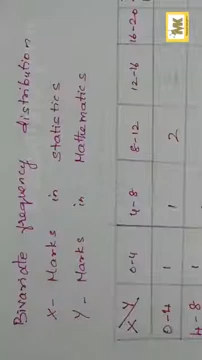 Bivariate frequency distribution
X- Marks in statistics
Y- Marks in Mathematics
X Y 0-4 4-8 8-12 12-16 16-20
0-4 1 1 2
4-8 1
MK